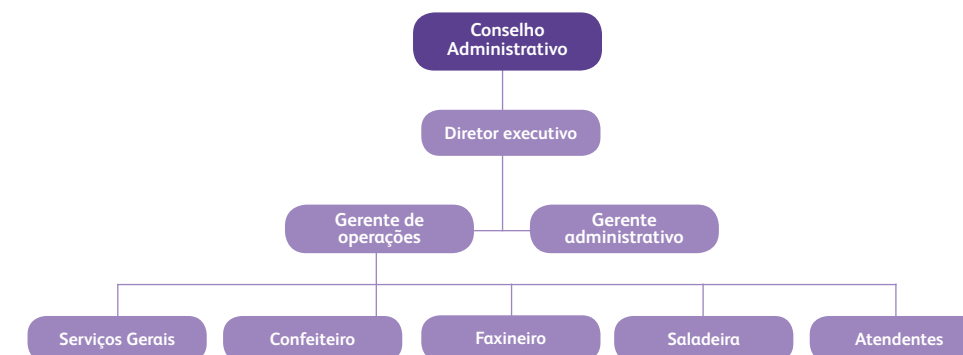 Conselho
Administrativo
Diretor executivo
Gerente de
operações
Gerente
administrativo
Serviços Gerais
Confeiteiro
Faxineiro
Saladeira
Atendentes